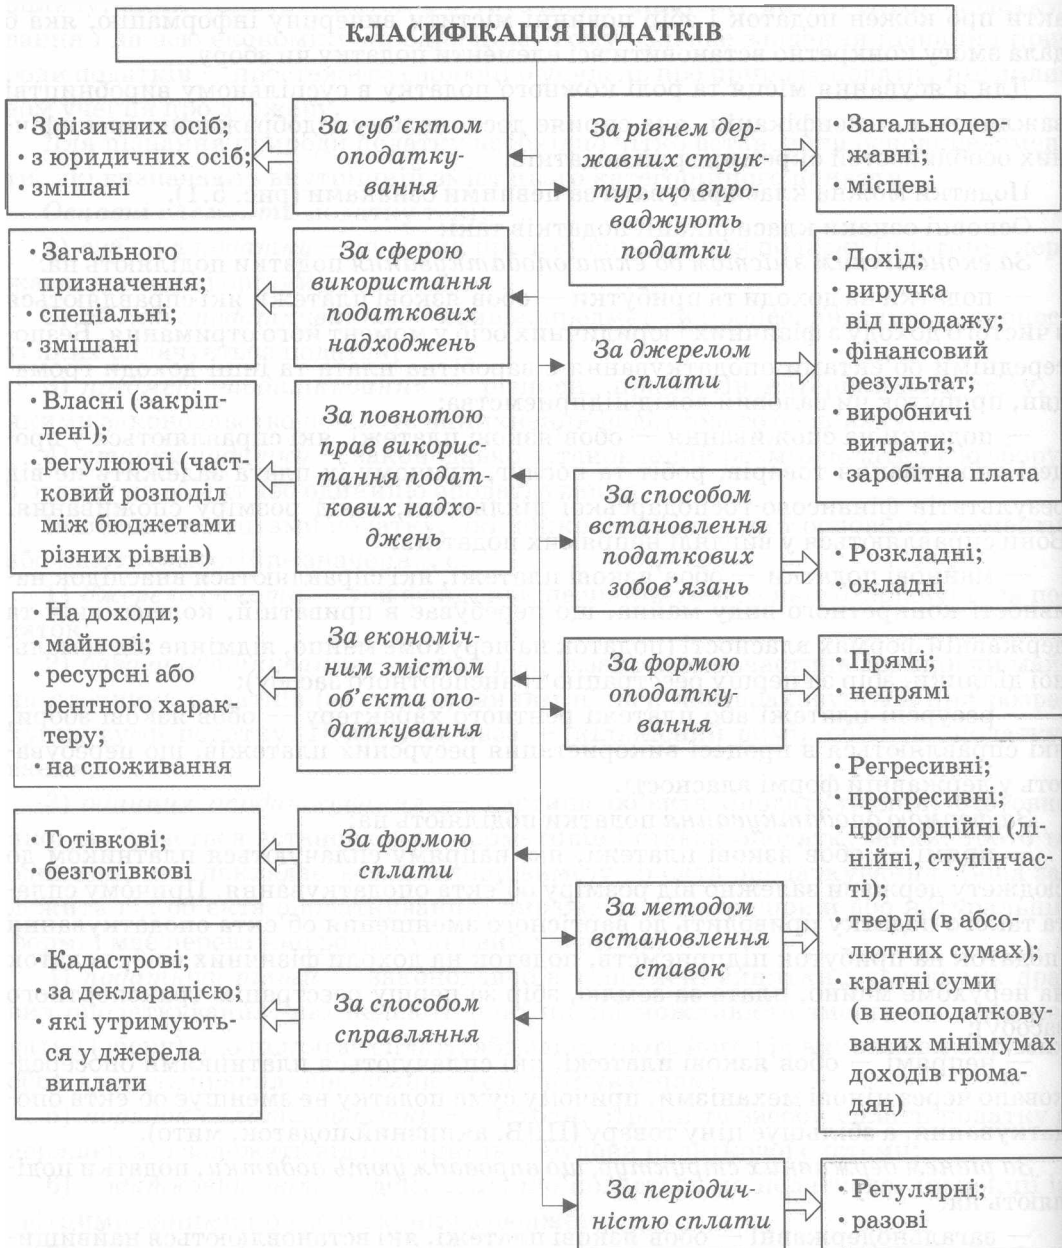 КЛАСИФІКАЦІЯ ПОДАТКІВ
• З фізичних осіб;
• з юридичних осіб;
• змішані
За суб’єктом
оподатку-
вання
За рівнем дер-
жавних струк-
тур, що впро-
ваджують
податки
• Загальнодер-
жавні;
• місцеві
• Загального
призначення;
• спеціальні;
• змішані
За сферою
використання
податкових
надходжень
За джерелом
сплати
• Дохід;
• виручка
від продажу;
• фінансовий
результат;
• виробничі
витрати;
• заробітна плата
• Власні (закріп-
лені);
• регулюючі (част-
ковий розподіл
між бюджетами
різних рівнів)
За повнотою
прав викорис-
тання подат-
кових надхо-
джень
За способом
встановлення
податкових
зобов’язань
• Розкладні;
• окладні
• На доходи;
• майнові;
• ресурсні або
рентного харак-
теру;
• на споживання
За економіч-
ним змістом
об’єкта опо-
даткування
За формою
оподатку-
вання
• Прямі;
• непрямі
• Готівкові;
• безготівкові
За формою
сплати
За методом
встановлення
ставок
• Регресивні;
• прогресивні;
• пропорційні (лі-
нійні, ступінчас-
ті);
• тверді (в абсо-
лютних сумах);
• кратні суми
(в неоподаткову-
ваних мінімумах
доходів грома-
дян)
• Кадастрові;
• за декларацією;
• які утримують-
ся у джерела
виплати
За способом
справляння
За періодич-
ністю сплати
• Регулярні;
• разові